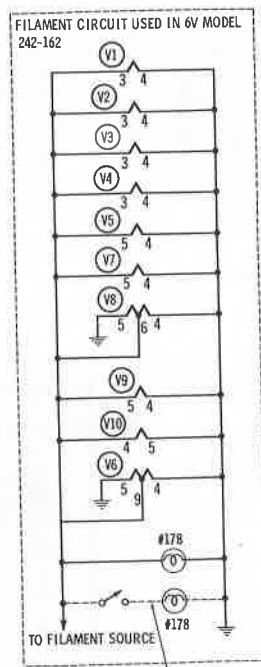 FILAMENT CIRCUIT USED IN 6V MODEL
242-162
V1
3 4
V2
3 4
V3
3 4
V4
3 4
V5
5 4
V7
5 4
V8
5 6 4
V9
5 4
V10
4 5
V6
5 9 4
#178
#178
TO FILAMENT SOURCE